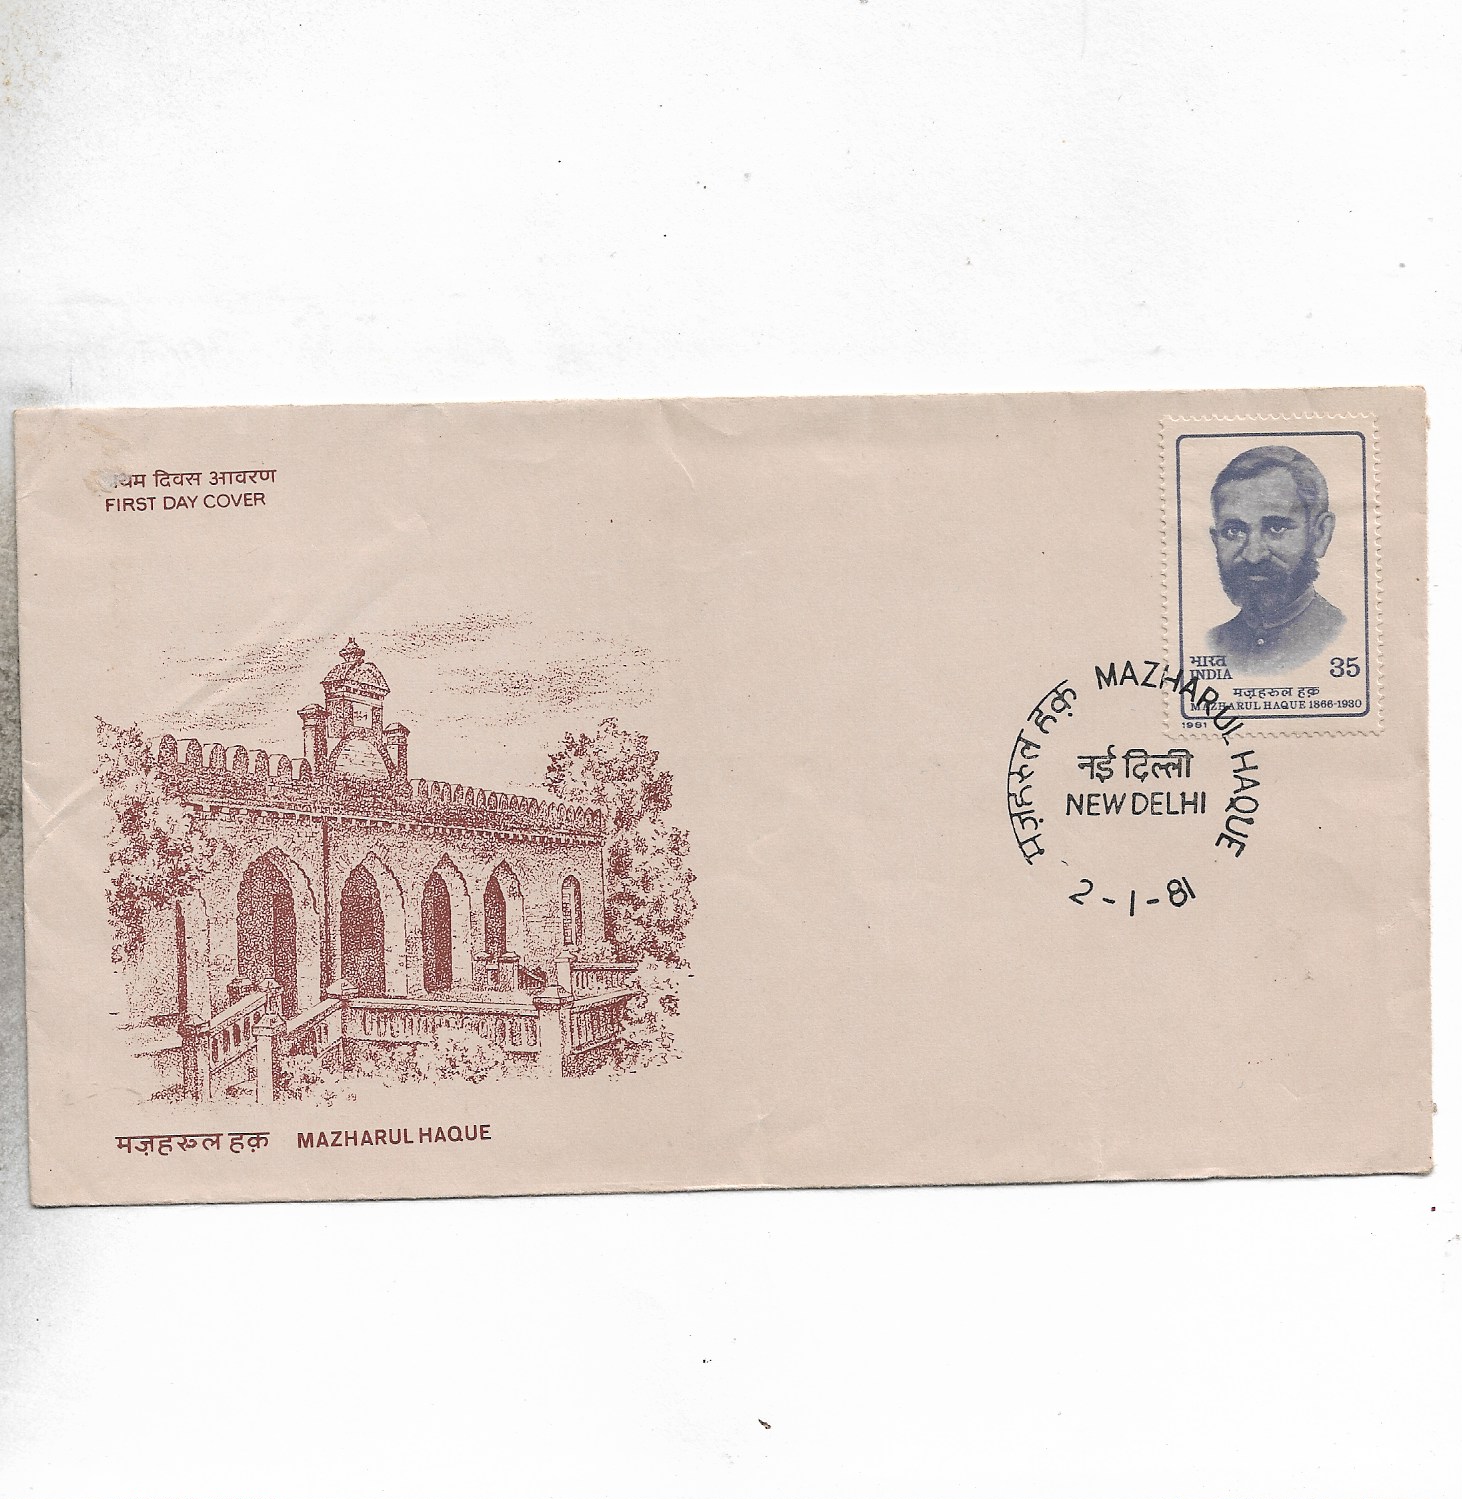 दिवस आवरण
FIRST DAY COVER
भारत
INDIA
35
मज़हरुल हक़
MAZHARUL HAQUE 1866-1930
1981
मज़हरुल हक़ MAZHARUL HAQUE
नई दिल्ली
NEW DELHI
2-1-81
मज़हरुल हक़ MAZHARUL HAQUE